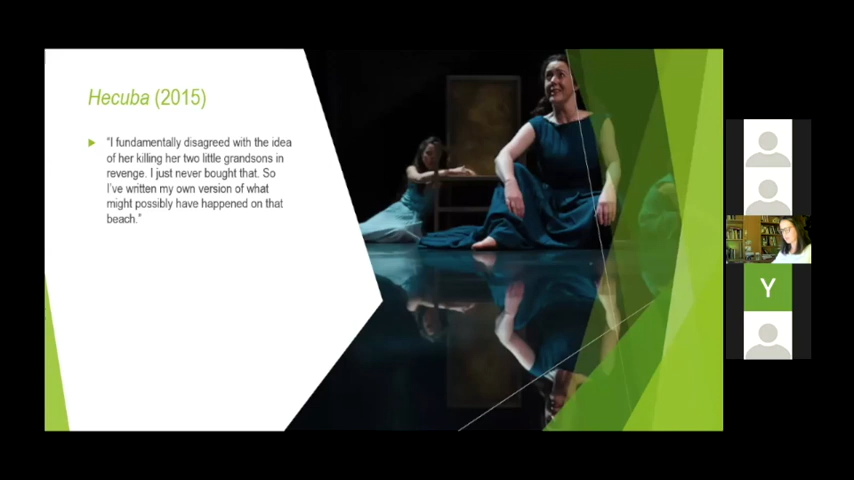 Hecuba (2015)
"I fundamentally disagreed with the idea
of her killing her two little grandsons in
revenge. I just never bought that. So
I've written my own version of what
might possibly have happened on that
beach."
Y